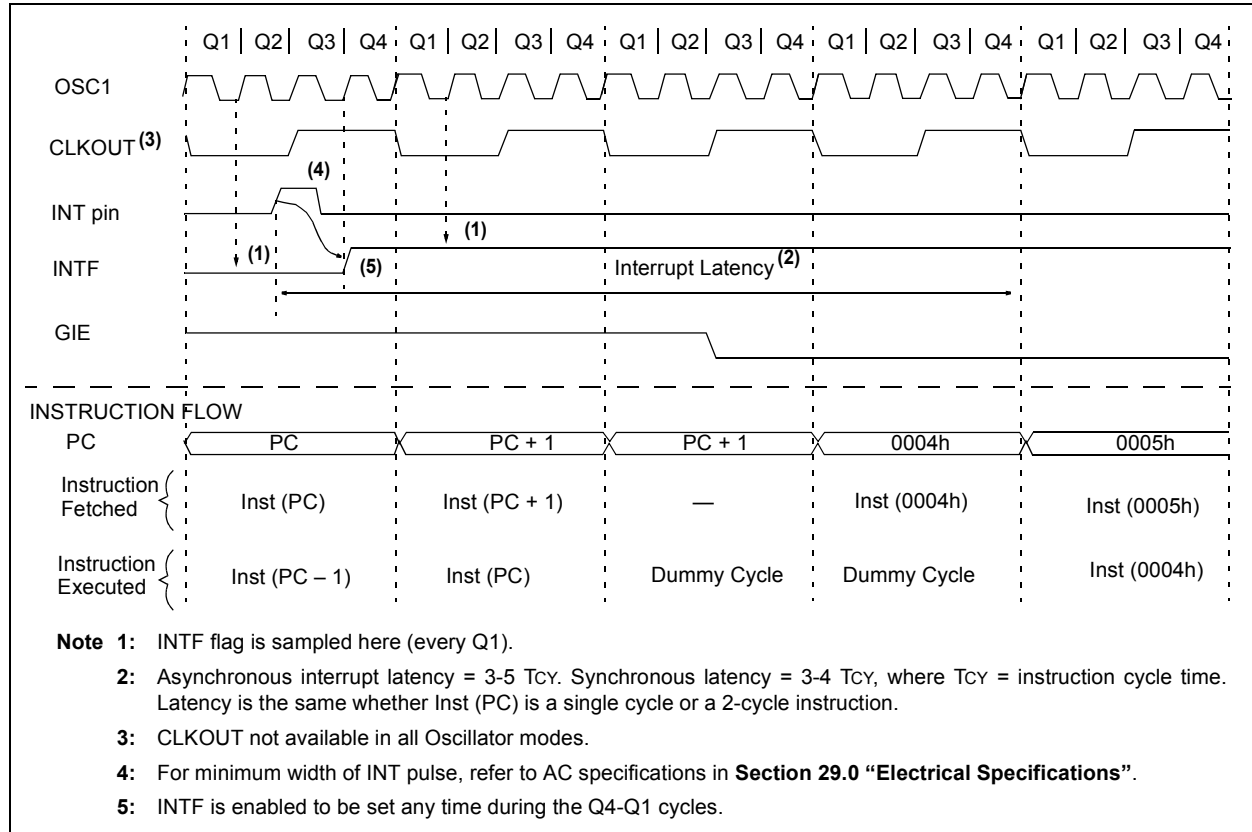 Q1 Q2 Q3 Q4 Q1 Q2 Q3 Q4 Q1 Q2 Q3 Q4 Q1 Q2 Q3 Q4 Q1 Q2 Q3 Q4
OSC1
CLKOUT(3)
(4)
INT pin
(1)
(1)
INTF
(5)
Interrupt Latency(2)
GIE
INSTRUCTION FLOW
PC PC PC + 1 PC + 1 0004h 0005h
Instruction
Fetched
Inst (PC) Inst (PC + 1) — Inst (0004h) Inst (0005h)
Instruction
Executed
Inst (PC – 1) Inst (PC) Dummy Cycle Dummy Cycle Inst (0004h)
Note 1: INTF flag is sampled here (every Q1).
2: Asynchronous interrupt latency = 3-5 TCY. Synchronous latency = 3-4 TCY, where TCY = instruction cycle time.
Latency is the same whether Inst (PC) is a single cycle or a 2-cycle instruction.
3: CLKOUT not available in all Oscillator modes.
4: For minimum width of INT pulse, refer to AC specifications in Section 29.0 “Electrical Specifications”.
5: INTF is enabled to be set any time during the Q4-Q1 cycles.